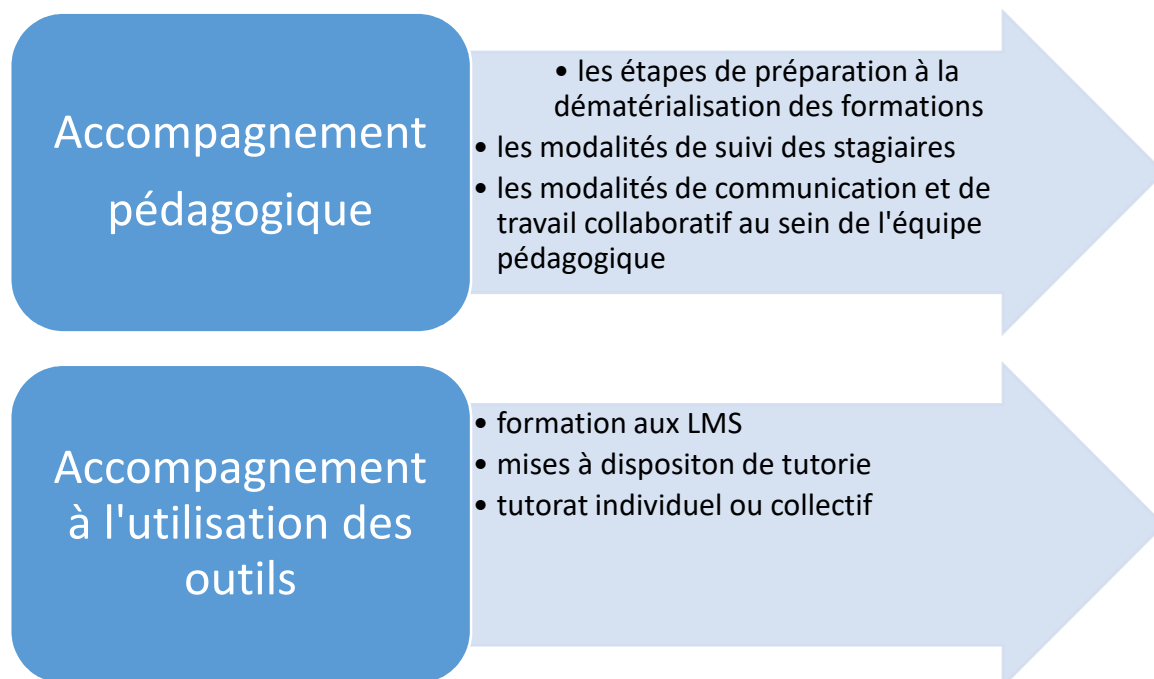 Accompagnement
pédagogique
• les étapes de préparation à la
dématérialisation des formations
• les modalités de suivi des stagiaires
• les modalités de communication et de
travail collaboratif au sein de l'équipe
pédagogique
Accompagnement
à l'utilisation des
outils
• formation aux LMS
• mises à dispositon de tutorie
• tutorat individuel ou collectif